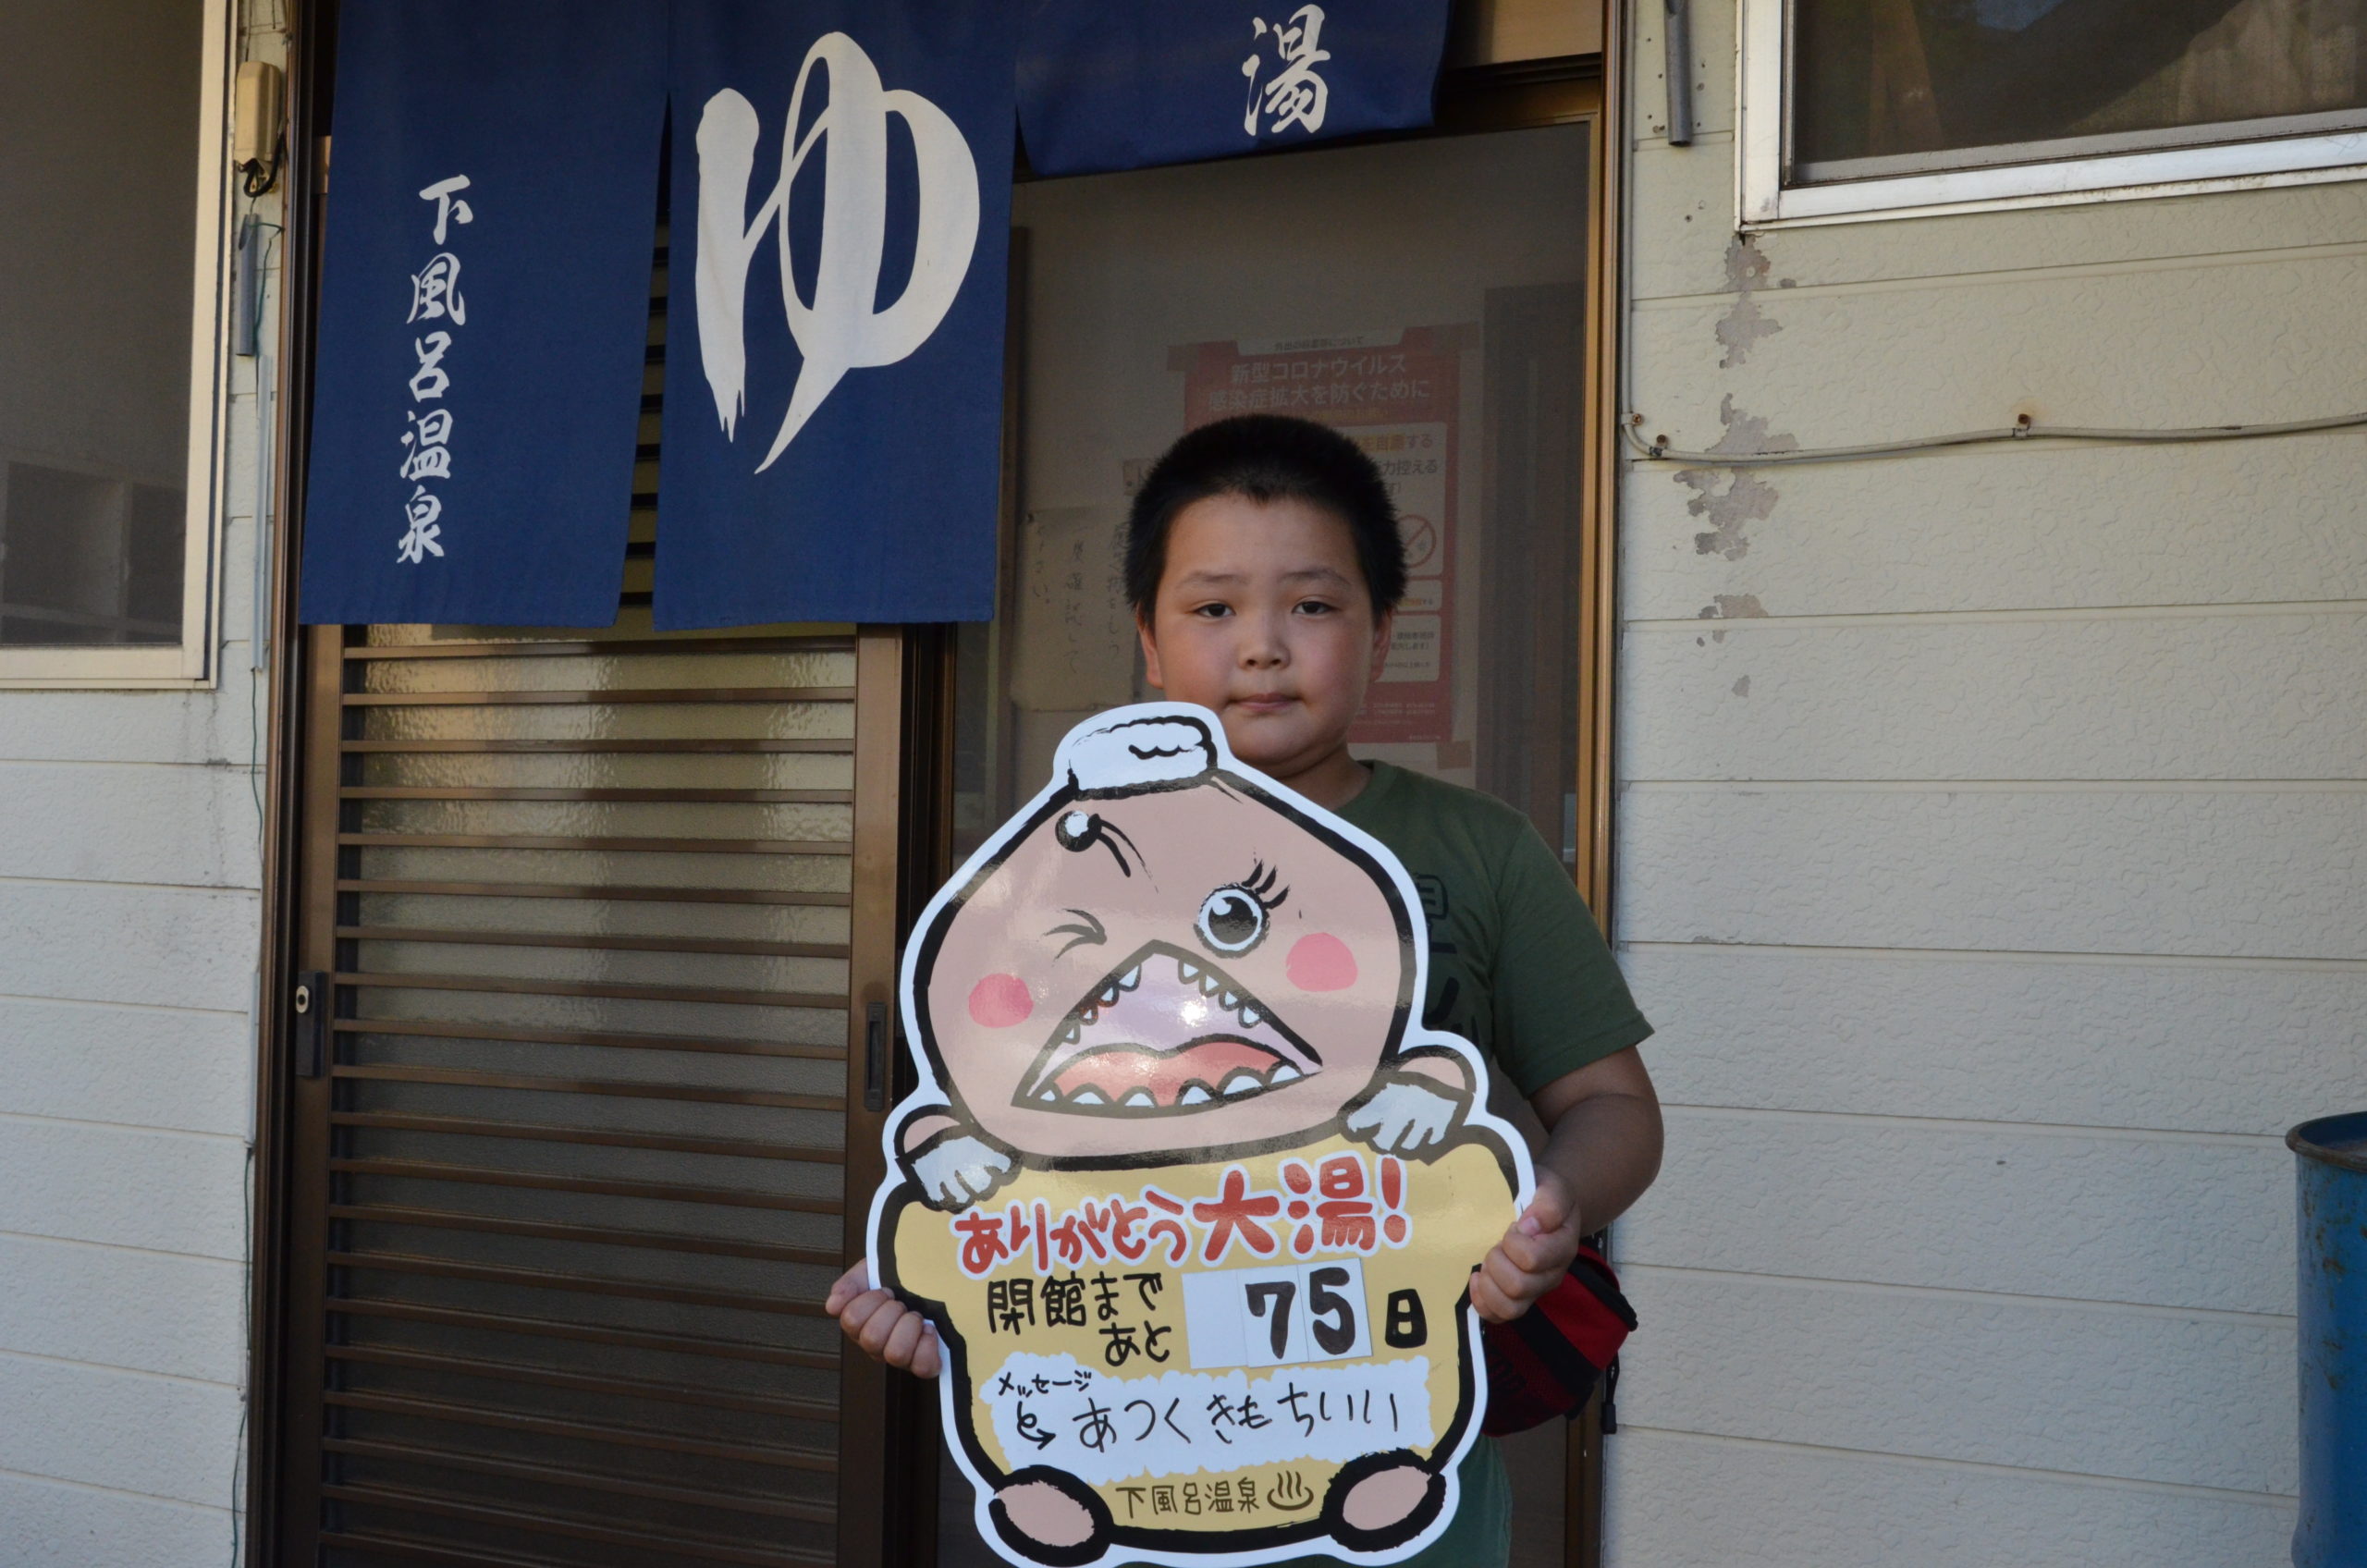 下風呂温泉
ゆ
湯
新型コロナウイルス
感染症拡大を防ぐために
ありがとう大湯!
閉館まで
あと
75日
メッセージ
あつくきもちいい
下風呂温泉